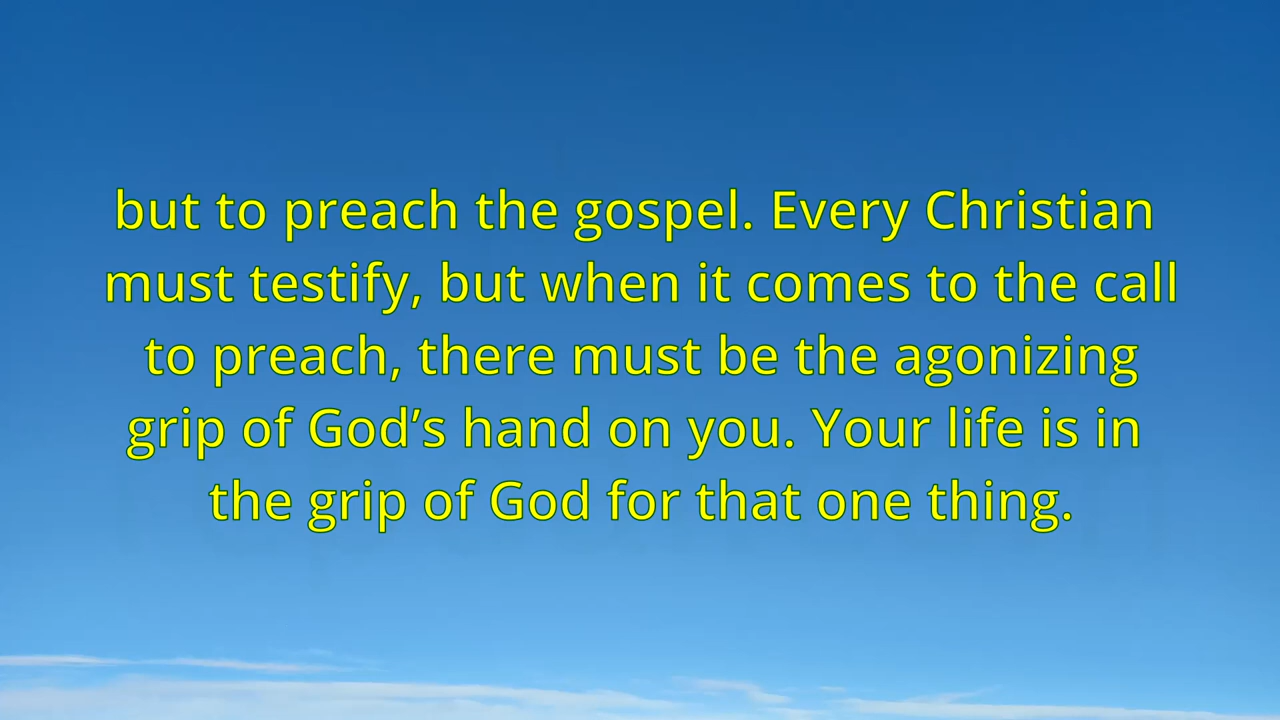 but to preach the gospel. Every Christian
must testify, but when it comes to the call
to preach, there must be the agonizing
grip of God’s hand on you. Your life is in
the grip of God for that one thing.